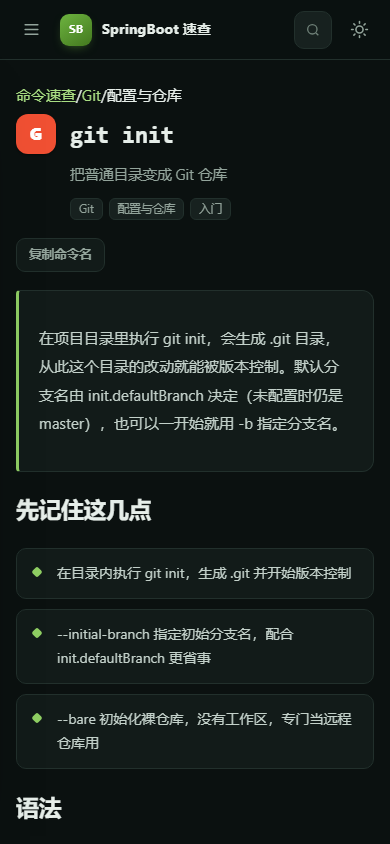 SB SpringBoot 速查
命令速查/Git/配置与仓库
G git init
把普通目录变成 Git 仓库
Git 配置与仓库 入门
复制命令名
在项目目录里执行 git init，会生成 .git 目录，
从此这个目录的改动就能被版本控制。默认分
支名由 init.defaultBranch 决定（未配置时仍是
master），也可以一开始就用 -b 指定分支名。
先记住这几点
在目录内执行 git init，生成 .git 并开始版本控制
--initial-branch 指定初始分支名，配合
init.defaultBranch 更省事
--bare 初始化裸仓库，没有工作区，专门当远程
仓库用
语法